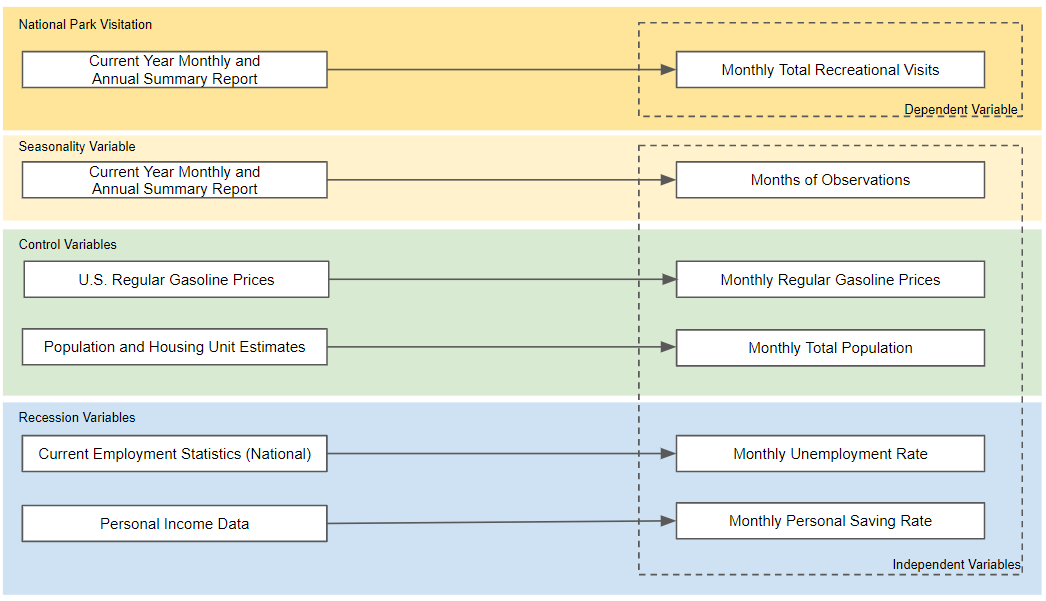 National Park Visitation
Current Year Monthly and
Annual Summary Report
Monthly Total Recreational Visits
Dependent Variable
Seasonality Variable
Current Year Monthly and
Annual Summary Report
Months of Observations
Control Variables
U.S. Regular Gasoline Prices
Monthly Regular Gasoline Prices
Population and Housing Unit Estimates
Monthly Total Population
Recession Variables
Current Employment Statistics (National)
Monthly Unemployment Rate
Personal Income Data
Monthly Personal Saving Rate
Independent Variables